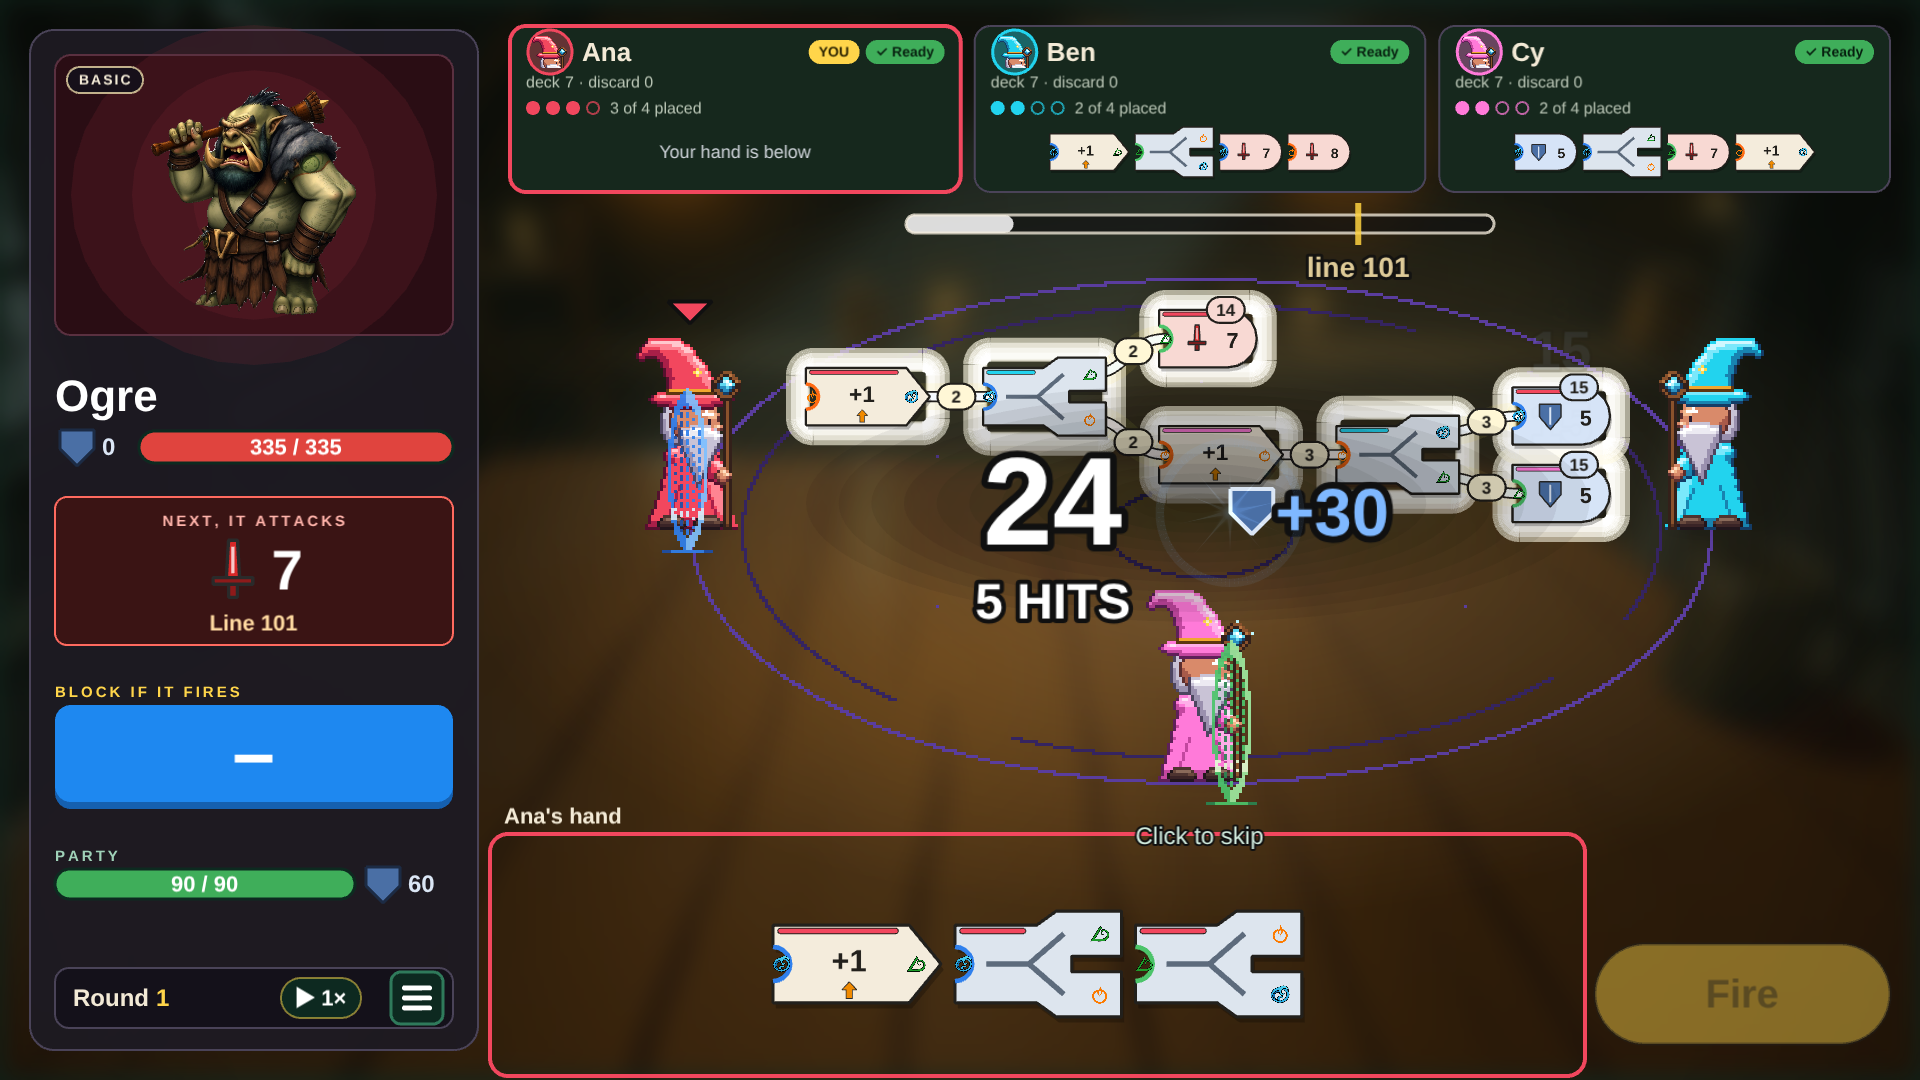 BASIC
Ogre
0
335 / 335
NEXT, IT ATTACKS
7
Line 101
BLOCK IF IT FIRES
–
PARTY
90 / 90
60
Round 1
1×
Ana
YOU
✓ Ready
deck 7 · discard 0
3 of 4 placed
Your hand is below
Ben
✓ Ready
deck 7 · discard 0
2 of 4 placed
+1
7
8
Cy
✓ Ready
deck 7 · discard 0
2 of 4 placed
5
7
+1
line 101
+1
2
2
14
7
2
+1
3
15
3
15
5
3
15
5
24
+30
5 HITS
Click to skip
Ana's hand
+1
Fire